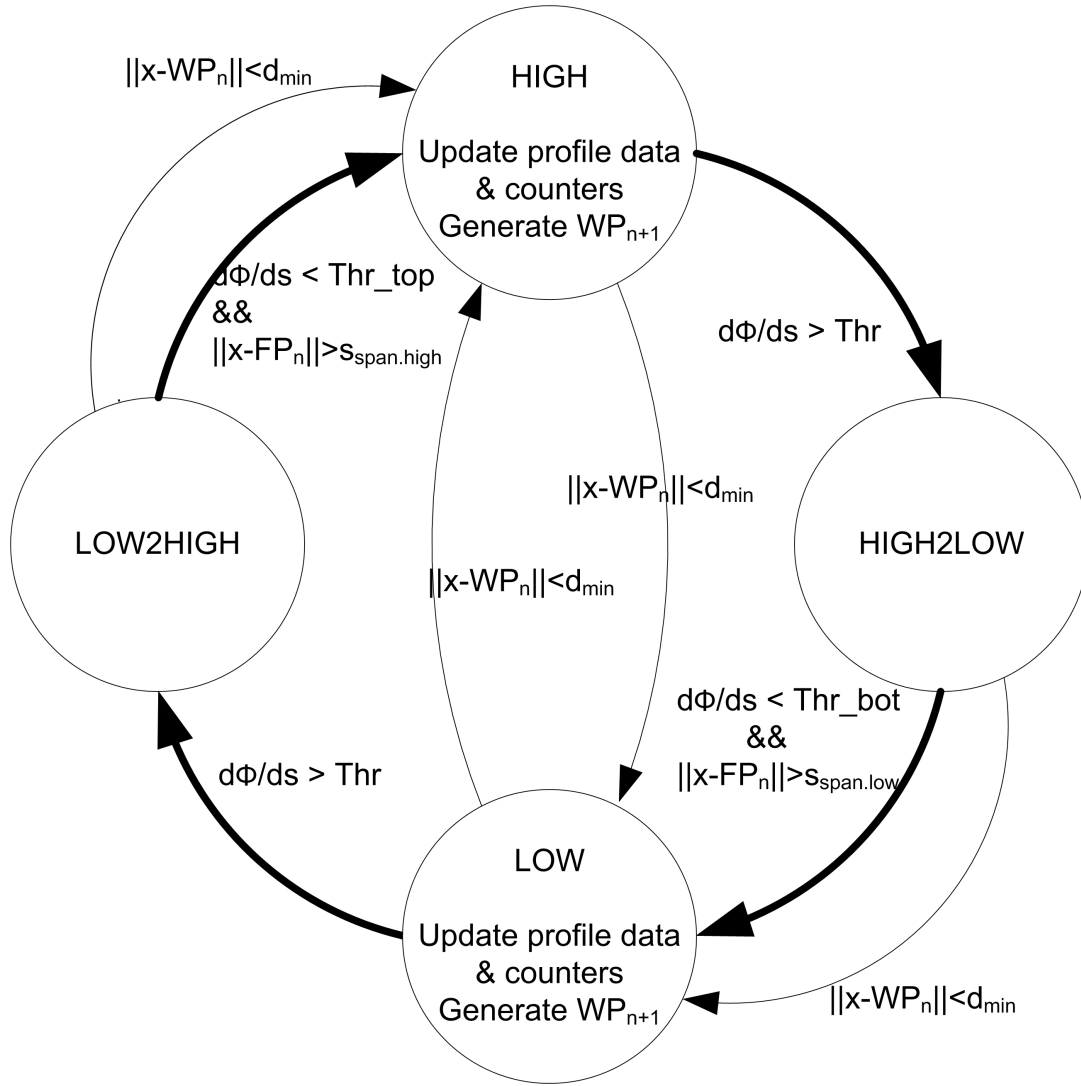 ||x-WPₙ||<dₘᵢₙ
HIGH
Update profile data
& counters
Generate WPₙ₊₁
dΦ/ds < Thr_top
&&
||x-FPₙ||>s_span.high
dΦ/ds > Thr
||x-WPₙ||<dₘᵢₙ
LOW2HIGH
HIGH2LOW
||x-WPₙ||<dₘᵢₙ
dΦ/ds < Thr_bot
&&
||x-FPₙ||>s_span.low
dΦ/ds > Thr
LOW
Update profile data
& counters
Generate WPₙ₊₁
||x-WPₙ||<dₘᵢₙ